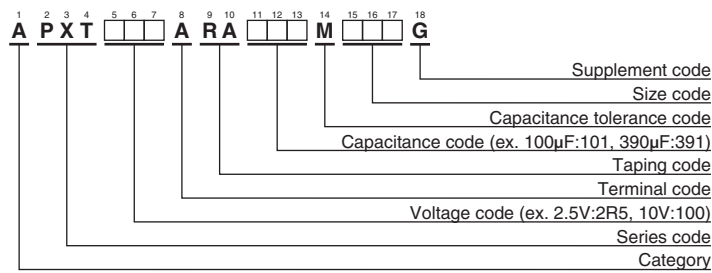 1 2 3 4 5 6 7 8 9 10 11 12 13 14 15 16 17 18
A P X T A R A M G
Supplement code
Size code
Capacitance tolerance code
Capacitance code (ex. 100µF:101, 390µF:391)
Taping code
Terminal code
Voltage code (ex. 2.5V:2R5, 10V:100)
Series code
Category